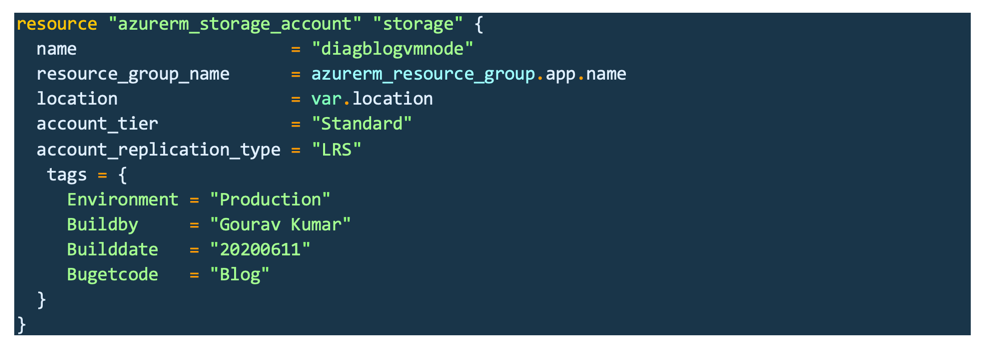 resource "azurerm_storage_account" "storage" {
  name                     = "diagblogvmnode"
  resource_group_name      = azurerm_resource_group.app.name
  location                 = var.location
  account_tier             = "Standard"
  account_replication_type = "LRS"
   tags = {
     Environment = "Production"
     Buildby     = "Gourav Kumar"
     Builddate   = "20200611"
     Bugetcode   = "Blog"
  }
}